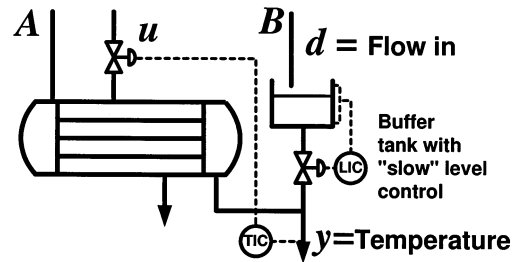 A
u
B
d = Flow in
Buffer
tank with
"slow" level
control
LIC
TIC
y=Temperature